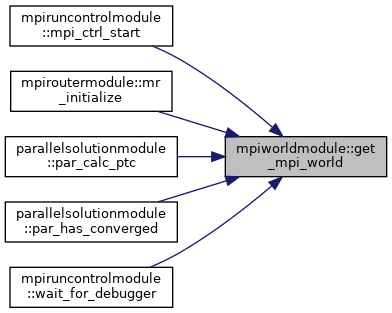 mpiruncontrolmodule
::mpi_ctrl_start
mpiroutermodule::mr
_initialize
parallelsolutionmodule
::par_calc_ptc
mpiworldmodule::get
_mpi_world
parallelsolutionmodule
::par_has_converged
mpiruncontrolmodule
::wait_for_debugger